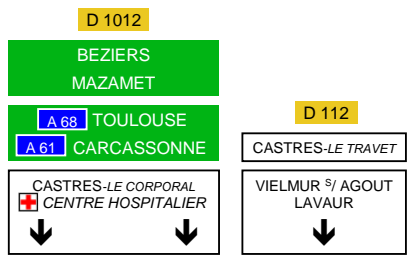 D 1012
BEZIERS
MAZAMET
A 68 TOULOUSE
A 61 CARCASSONNE
CASTRES-LE CORPORAL
CENTRE HOSPITALIER
D 112
CASTRES-LE TRAVET
VIELMUR S/ AGOUT
LAVAUR